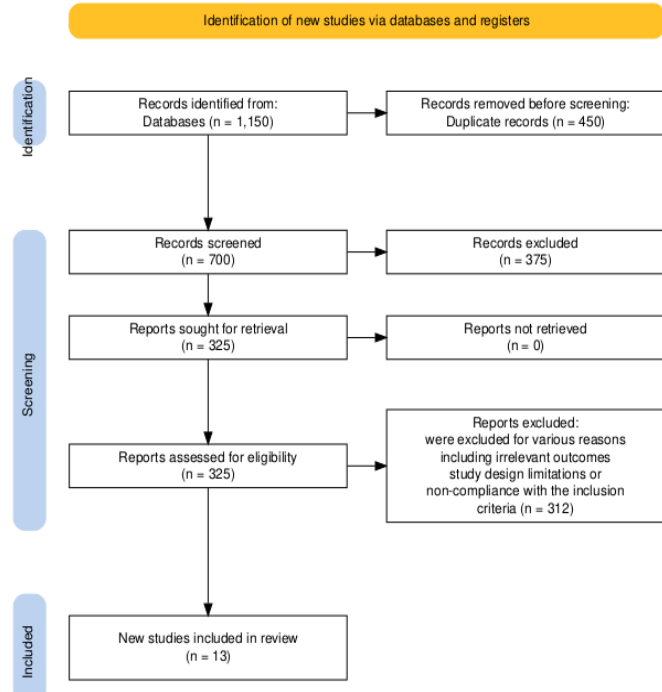 Identification of new studies via databases and registers
Identification
Records identified from:
Databases (n = 1,150)
Records removed before screening:
Duplicate records (n = 450)
Screening
Records screened
(n = 700)
Records excluded
(n = 375)
Reports sought for retrieval
(n = 325)
Reports not retrieved
(n = 0)
Reports assessed for eligibility
(n = 325)
Reports excluded:
were excluded for various reasons
including irrelevant outcomes
study design limitations or
non-compliance with the inclusion
criteria (n = 312)
Included
New studies included in review
(n = 13)